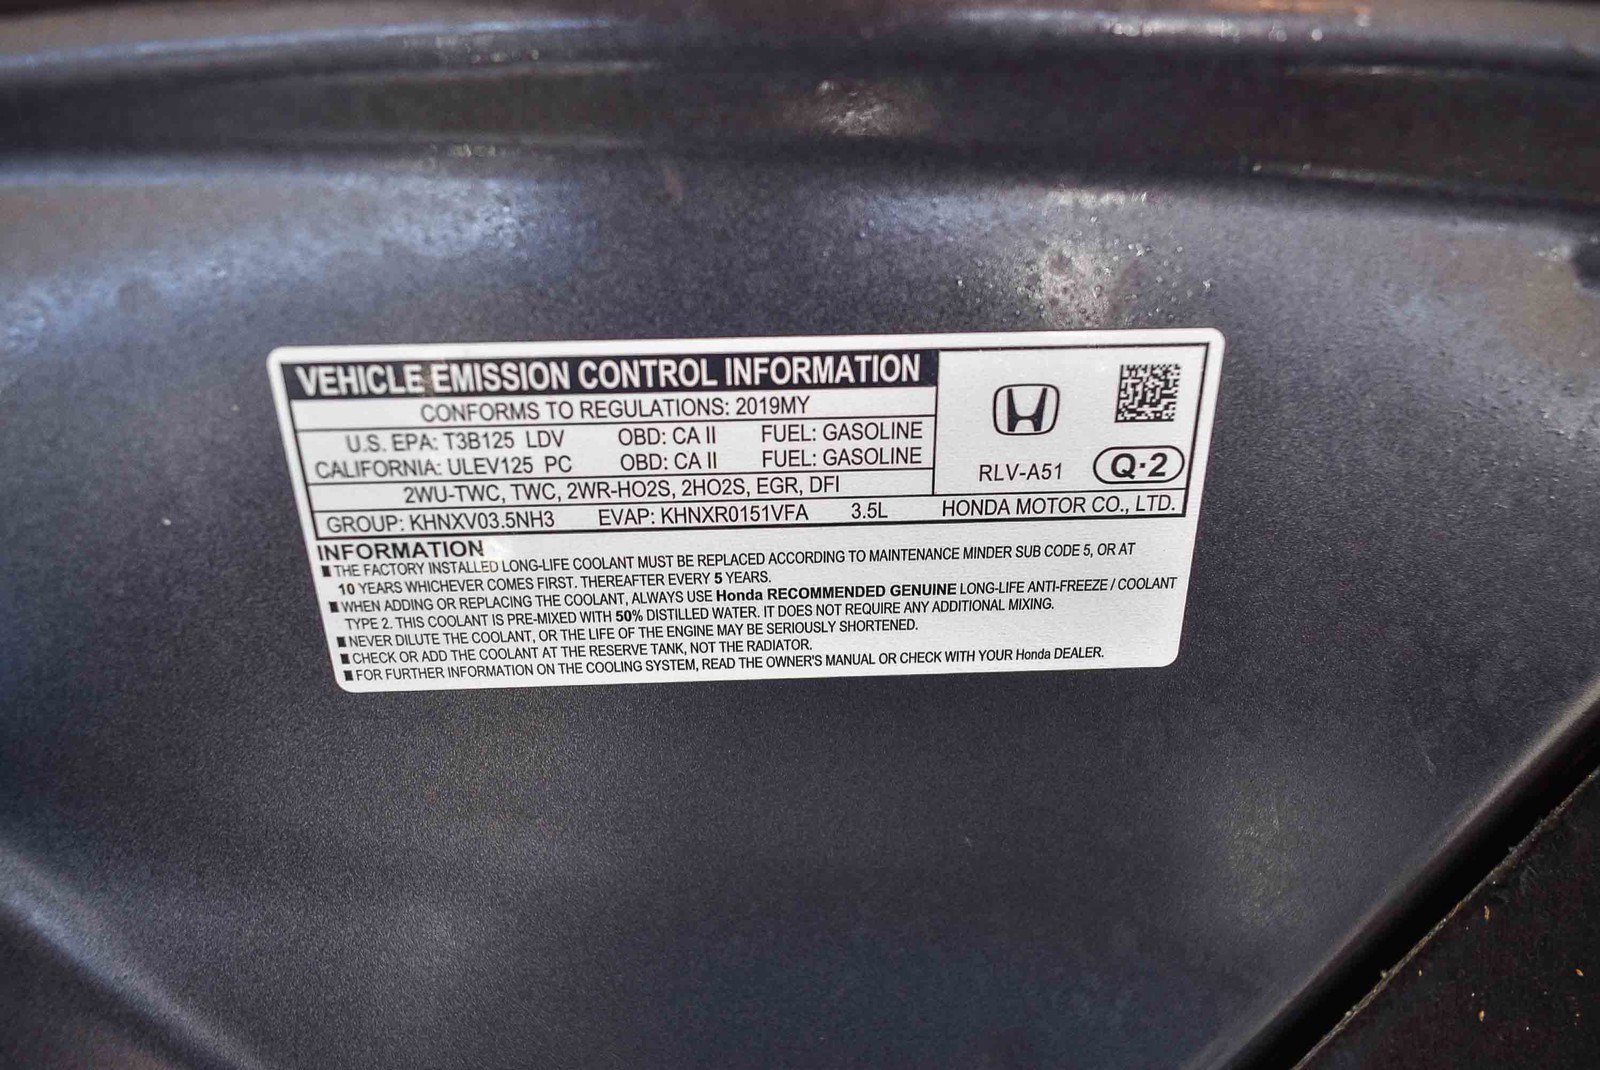 VEHICLE EMISSION CONTROL INFORMATION
CONFORMS TO REGULATIONS: 2019MY
U.S. EPA: T3B125 LDV OBD: CA II FUEL: GASOLINE
CALIFORNIA: ULEV125 PC OBD: CA II FUEL: GASOLINE
2WU-TWC, TWC, 2WR-HO2S, 2HO2S, EGR, DFI
GROUP: KHNXV03.5NH3 EVAP: KHNXR0151VFA 3.5L
RLV-A51 Q·2
HONDA MOTOR CO., LTD.
INFORMATION
■ THE FACTORY INSTALLED LONG-LIFE COOLANT MUST BE REPLACED ACCORDING TO MAINTENANCE MINDER SUB CODE 5, OR AT
10 YEARS WHICHEVER COMES FIRST. THEREAFTER EVERY 5 YEARS.
■ WHEN ADDING OR REPLACING THE COOLANT, ALWAYS USE Honda RECOMMENDED GENUINE LONG-LIFE ANTI-FREEZE / COOLANT
TYPE 2. THIS COOLANT IS PRE-MIXED WITH 50% DISTILLED WATER. IT DOES NOT REQUIRE ANY ADDITIONAL MIXING.
■ NEVER DILUTE THE COOLANT, OR THE LIFE OF THE ENGINE MAY BE SERIOUSLY SHORTENED.
■ CHECK OR ADD THE COOLANT AT THE RESERVE TANK, NOT THE RADIATOR.
■ FOR FURTHER INFORMATION ON THE COOLING SYSTEM, READ THE OWNER'S MANUAL OR CHECK WITH YOUR Honda DEALER.